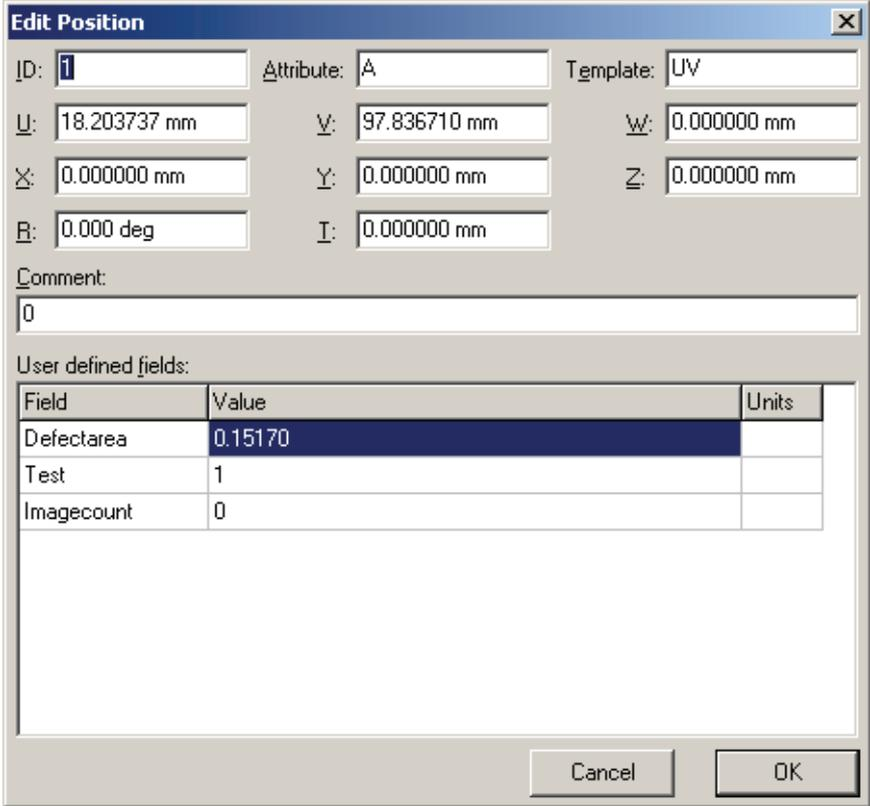 Edit Position
ID: 1 Attribute: A Template: UV
U: 18.203737 mm V: 97.836710 mm W: 0.000000 mm
X: 0.000000 mm Y: 0.000000 mm Z: 0.000000 mm
R: 0.000 deg T: 0.000000 mm
Comment:
0
User defined fields:
Field Value Units
Defectarea 0.15170
Test 1
Imagecount 0
Cancel OK